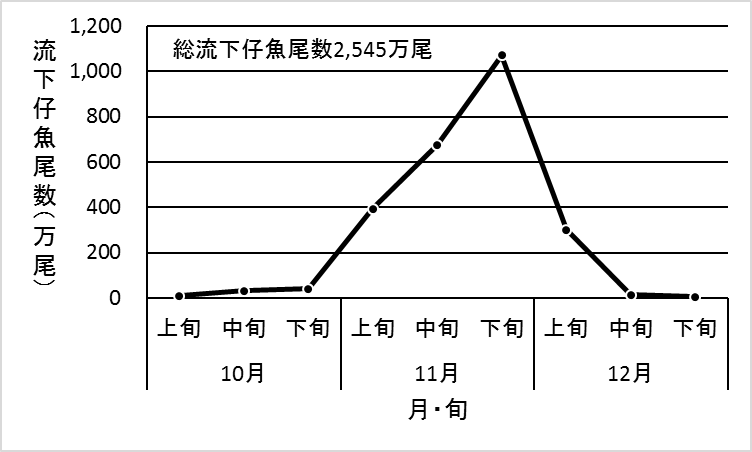 総流下仔魚尾数2,545万尾
流下仔魚尾数(万尾)
1,200
1,000
800
600
400
200
0
上旬 中旬 下旬 上旬 中旬 下旬 上旬 中旬 下旬
10月 11月 12月
月・旬